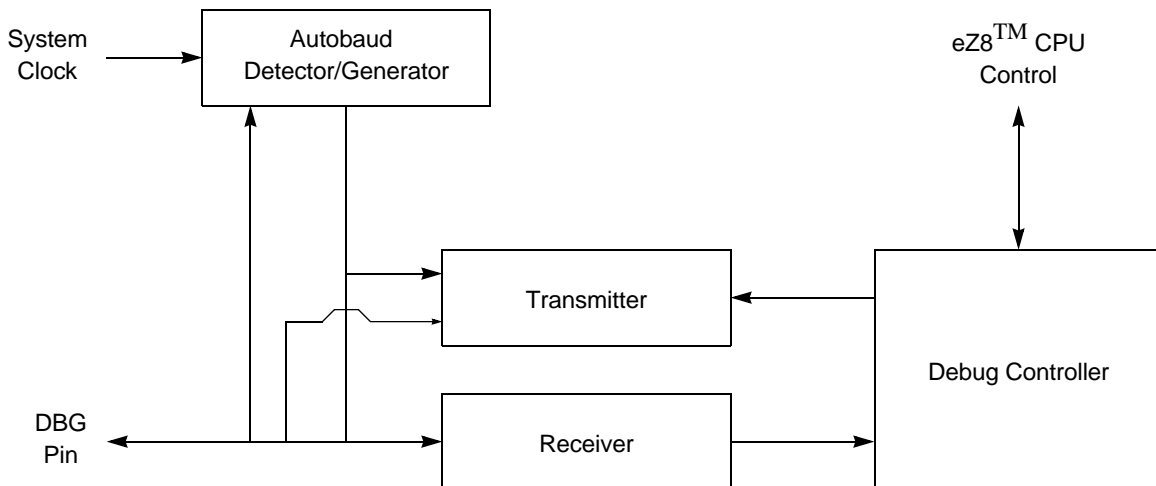 System
Clock
Autobaud
Detector/Generator
eZ8™ CPU
Control
Transmitter
Debug Controller
DBG
Pin
Receiver